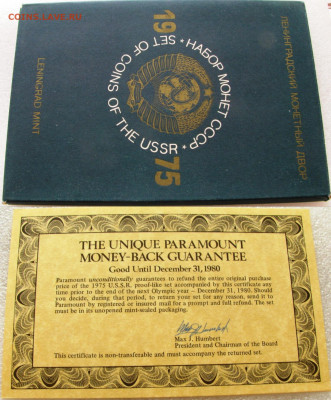 ЛЕНИНГРАДСКИЙ МОНЕТНЫЙ ДВОР
19 75
НАБОР МОНЕТ СССР •
SET OF COINS OF THE USSR •
LENINGRAD MINT
THE UNIQUE PARAMOUNT
MONEY-BACK GUARANTEE
Good Until December 31, 1980
Paramount unconditionally guarantees to refund the entire original purchase
price of the 1975 U.S.S.R. proof-like set accompanied by this certificate any
time prior to the end of the next Olympic year – December 31, 1980. Should
you decide, during that period, to return your set for any reason, send it to
Paramount by registered or insured mail for a prompt and full refund. The set
must be in its unopened mint-sealed packaging.
Max J. Humbert
President and Chairman of the Board
This certificate is non-transferable and must accompany the returned set.